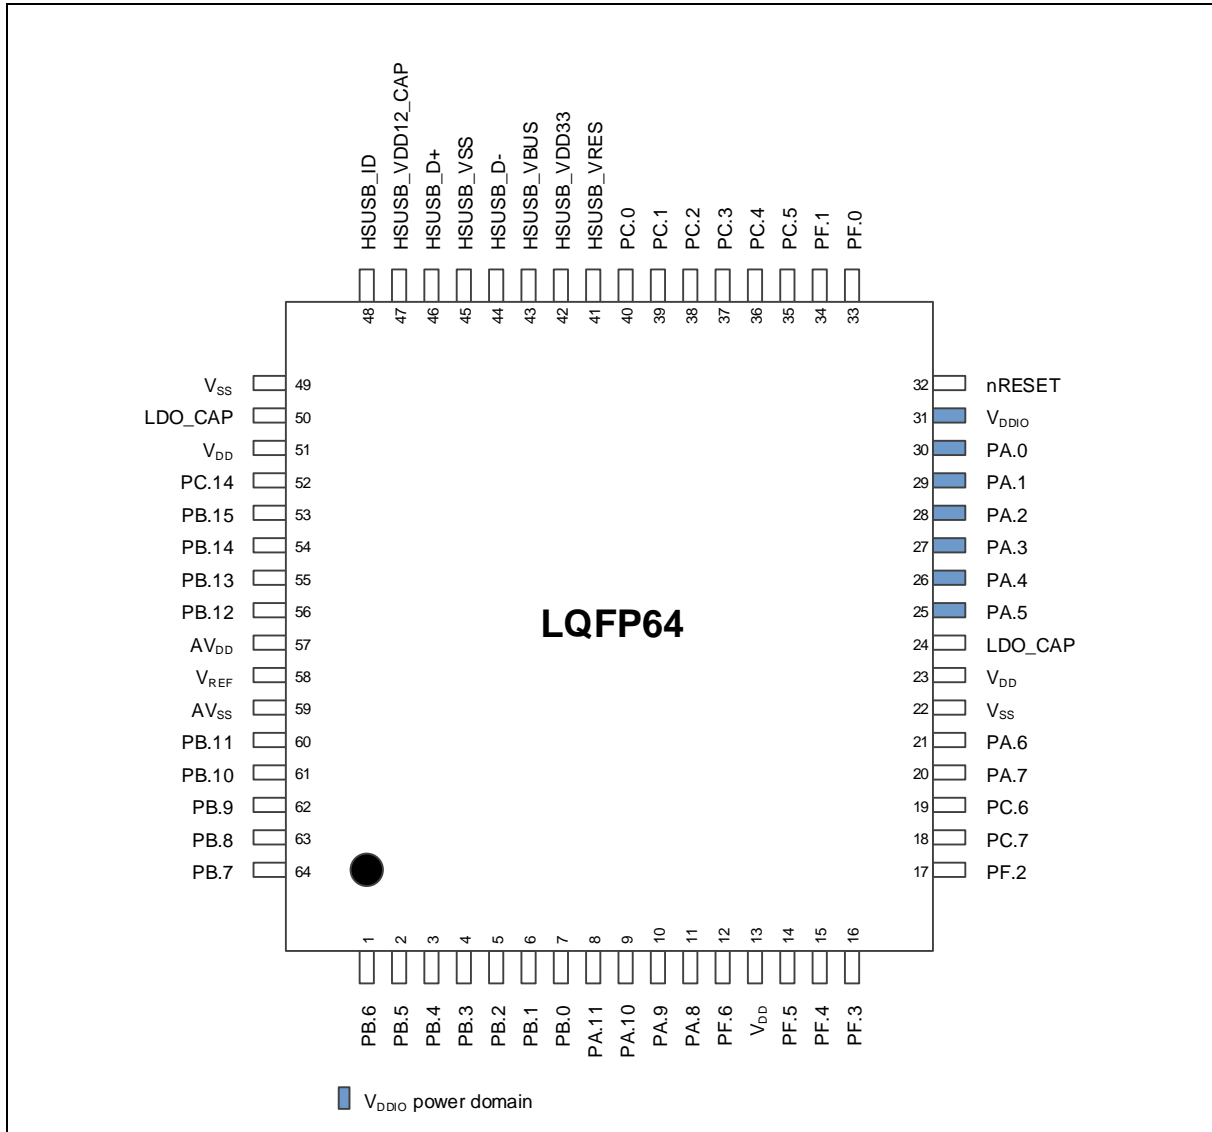 HSUSB_ID
HSUSB_VDD12_CAP
HSUSB_D+
HSUSB_VSS
HSUSB_D-
HSUSB_VBUS
HSUSB_VDD33
HSUSB_VRES
PC.0
PC.1
PC.2
PC.3
PC.4
PC.5
PF.1
PF.0
48 47 46 45 44 43 42 41 40 39 38 37 36 35 34 33
VSS 49
LDO_CAP 50
VDD 51
PC.14 52
PB.15 53
PB.14 54
PB.13 55
PB.12 56
AVDD 57
VREF 58
AVSS 59
PB.11 60
PB.10 61
PB.9 62
PB.8 63
PB.7 64
LQFP64
32 nRESET
31 VDDIO
30 PA.0
29 PA.1
28 PA.2
27 PA.3
26 PA.4
25 PA.5
24 LDO_CAP
23 VDD
22 VSS
21 PA.6
20 PA.7
19 PC.6
18 PC.7
17 PF.2
1 2 3 4 5 6 7 8 9 10 11 12 13 14 15 16
PB.6
PB.5
PB.4
PB.3
PB.2
PB.1
PB.0
PA.11
PA.10
PA.9
PA.8
PF.6
VDD
PF.5
PF.4
PF.3
VDDIO power domain